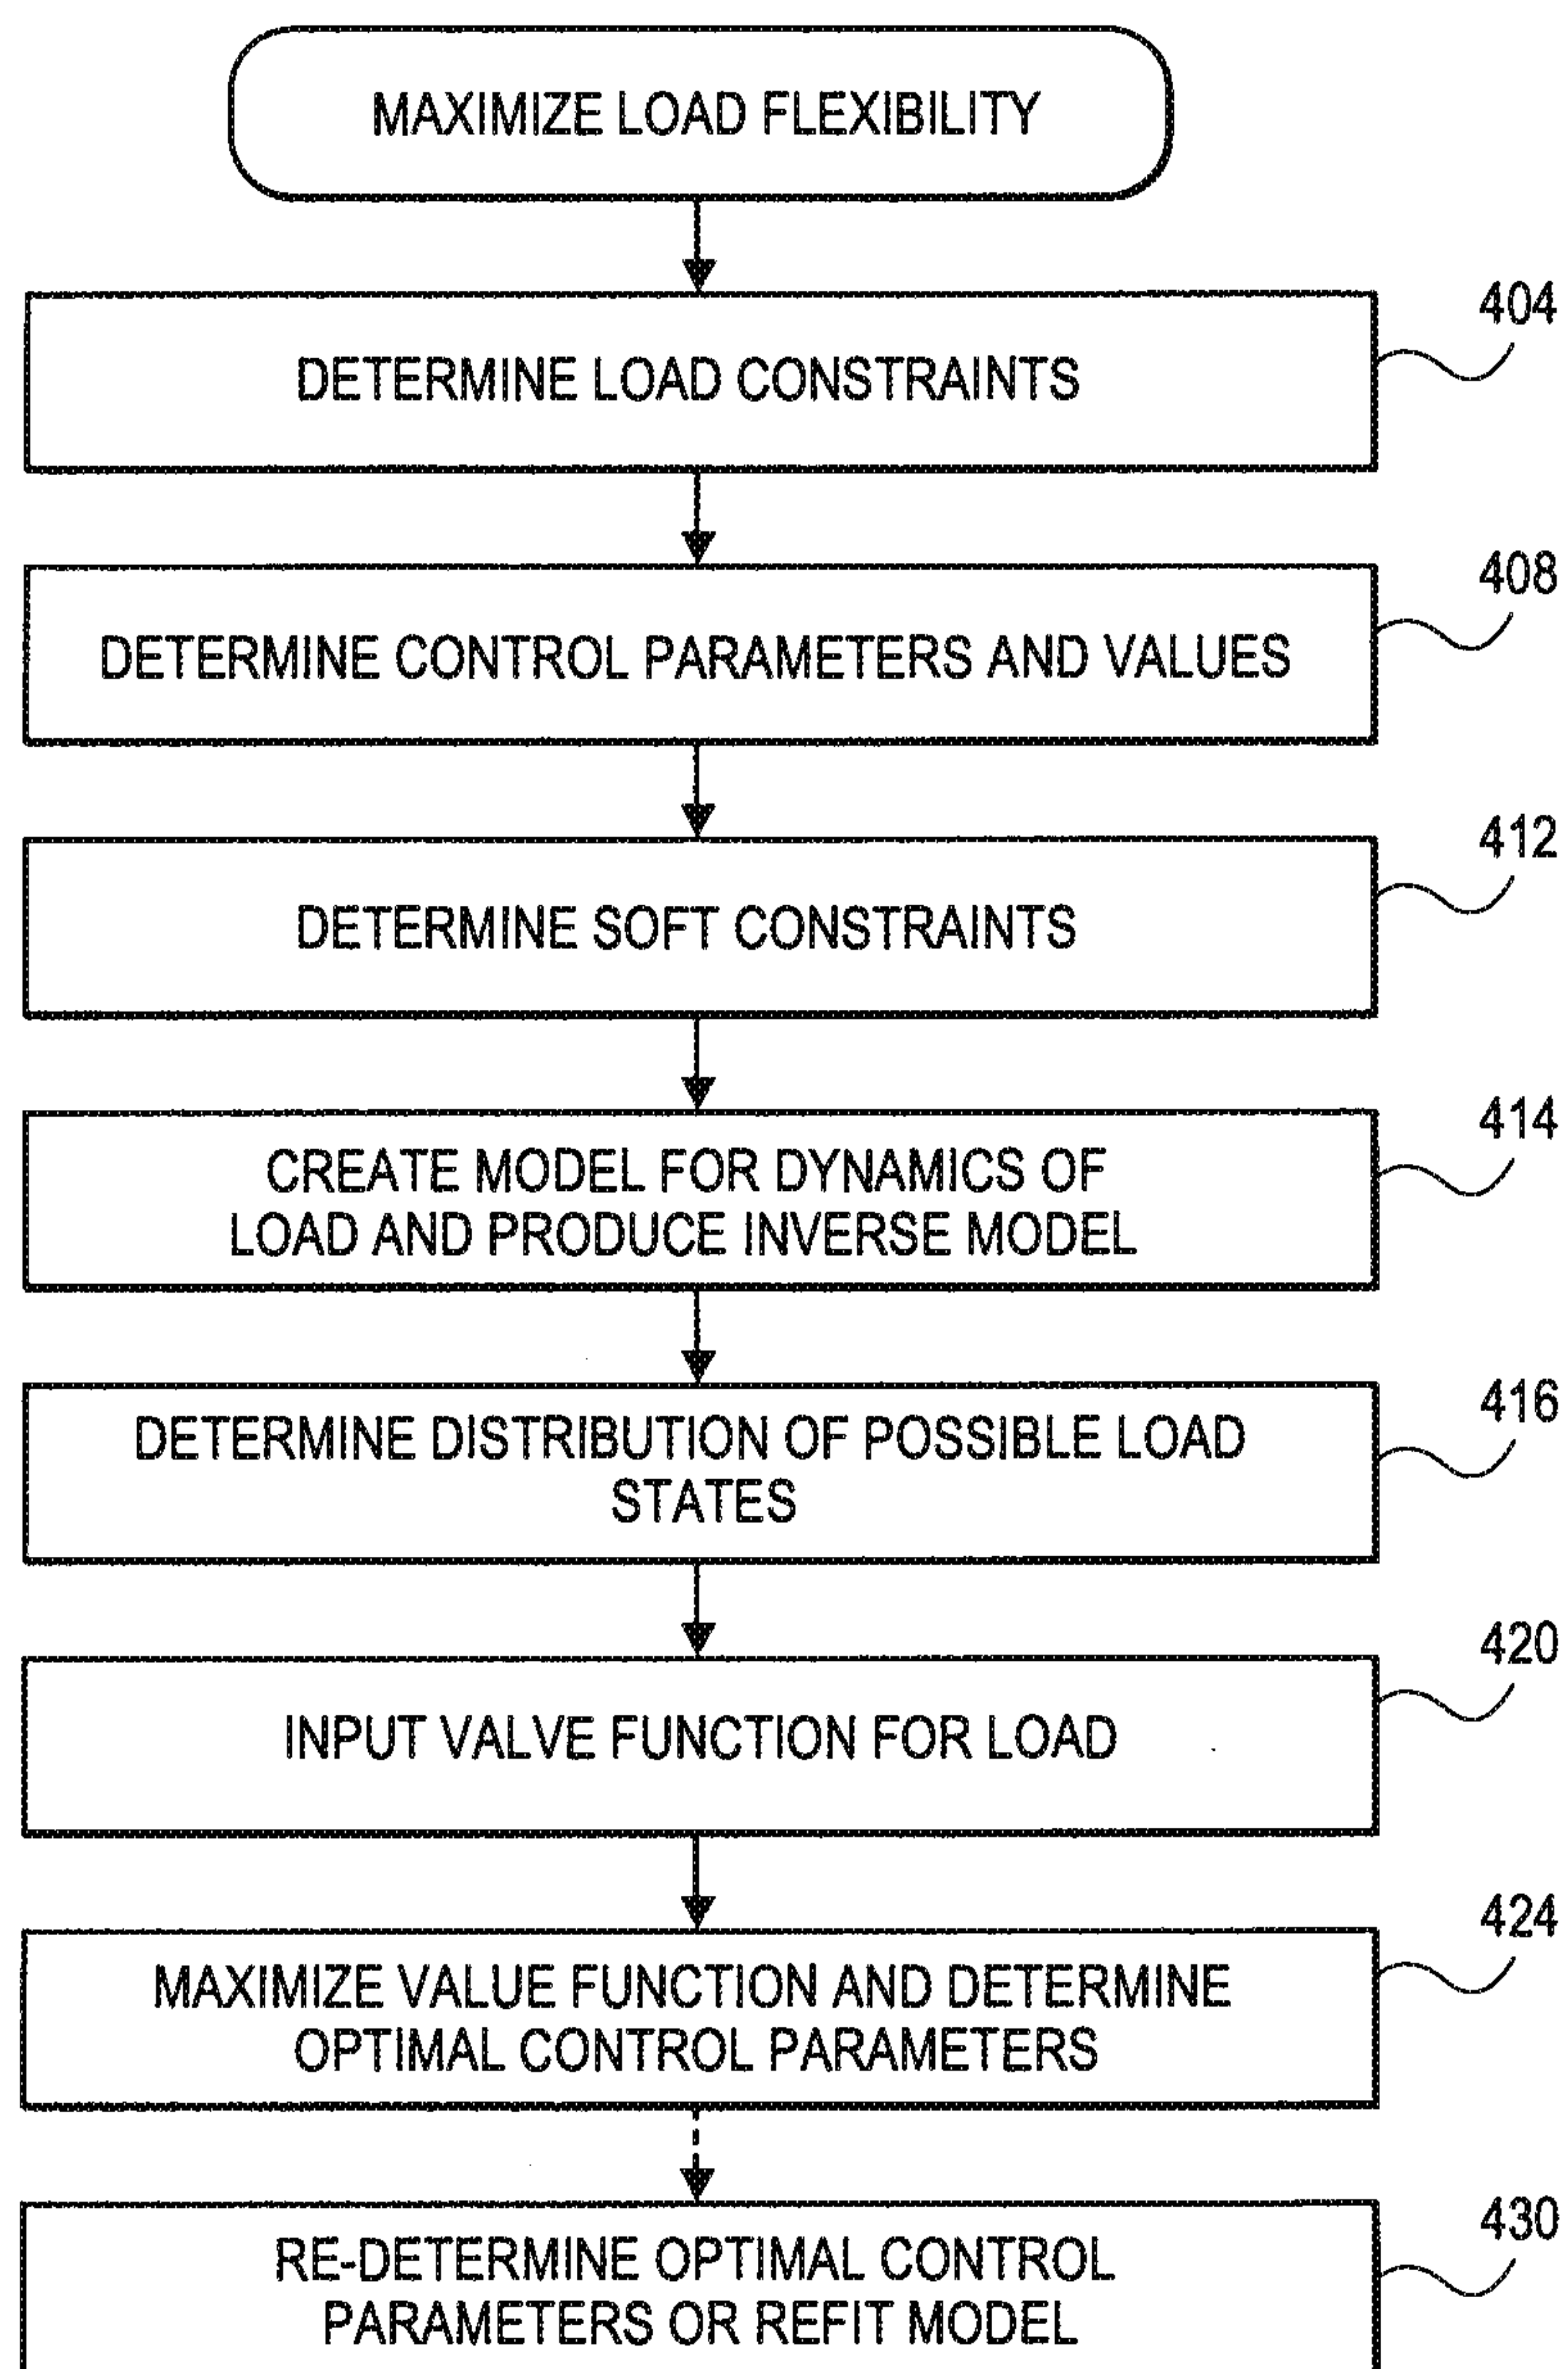 MAXIMIZE LOAD FLEXIBILITY
404
DETERMINE LOAD CONSTRAINTS
408
DETERMINE CONTROL PARAMETERS AND VALUES
412
DETERMINE SOFT CONSTRAINTS
414
CREATE MODEL FOR DYNAMICS OF
LOAD AND PRODUCE INVERSE MODEL
416
DETERMINE DISTRIBUTION OF POSSIBLE LOAD
STATES
420
INPUT VALVE FUNCTION FOR LOAD
424
MAXIMIZE VALUE FUNCTION AND DETERMINE
OPTIMAL CONTROL PARAMETERS
430
RE-DETERMINE OPTIMAL CONTROL
PARAMETERS OR REFIT MODEL